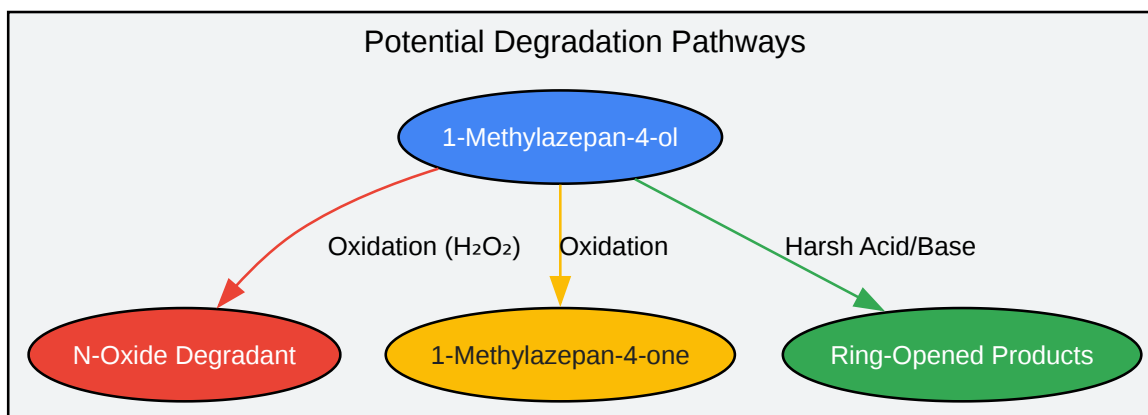 Potential Degradation Pathways
1-Methylazepan-4-ol
Oxidation (H₂O₂)
Oxidation
Harsh Acid/Base
N-Oxide Degradant
1-Methylazepan-4-one
Ring-Opened Products